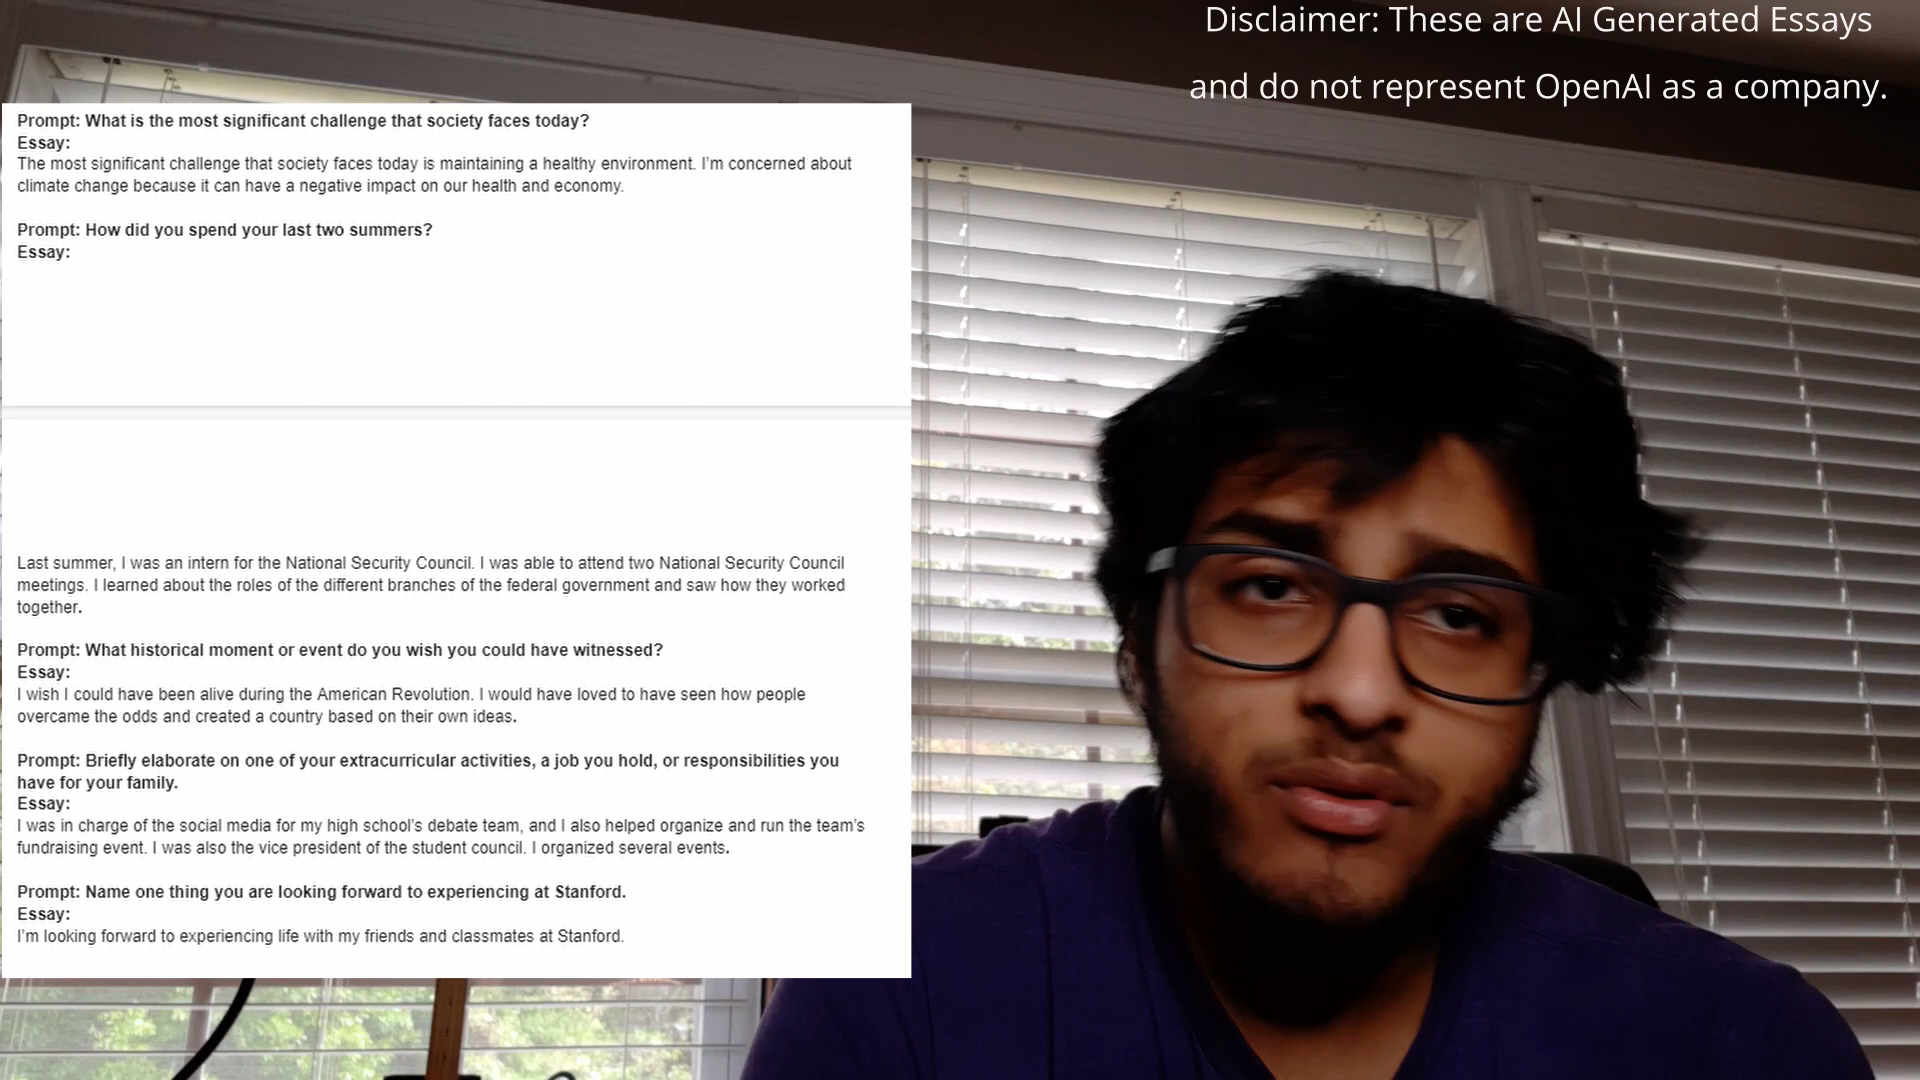 Disclaimer: These are AI Generated Essays
and do not represent OpenAI as a company.
Prompt: What is the most significant challenge that society faces today?
Essay:
The most significant challenge that society faces today is maintaining a healthy environment. I'm concerned about
climate change because it can have a negative impact on our health and economy.
Prompt: How did you spend your last two summers?
Essay:
Last summer, I was an intern for the National Security Council. I was able to attend two National Security Council
meetings. I learned about the roles of the different branches of the federal government and saw how they worked
together.
Prompt: What historical moment or event do you wish you could have witnessed?
Essay:
I wish I could have been alive during the American Revolution. I would have loved to have seen how people
overcame the odds and created a country based on their own ideas.
Prompt: Briefly elaborate on one of your extracurricular activities, a job you hold, or responsibilities you
have for your family.
Essay:
I was in charge of the social media for my high school's debate team, and I also helped organize and run the team's
fundraising event. I was also the vice president of the student council. I organized several events.
Prompt: Name one thing you are looking forward to experiencing at Stanford.
Essay:
I'm looking forward to experiencing life with my friends and classmates at Stanford.